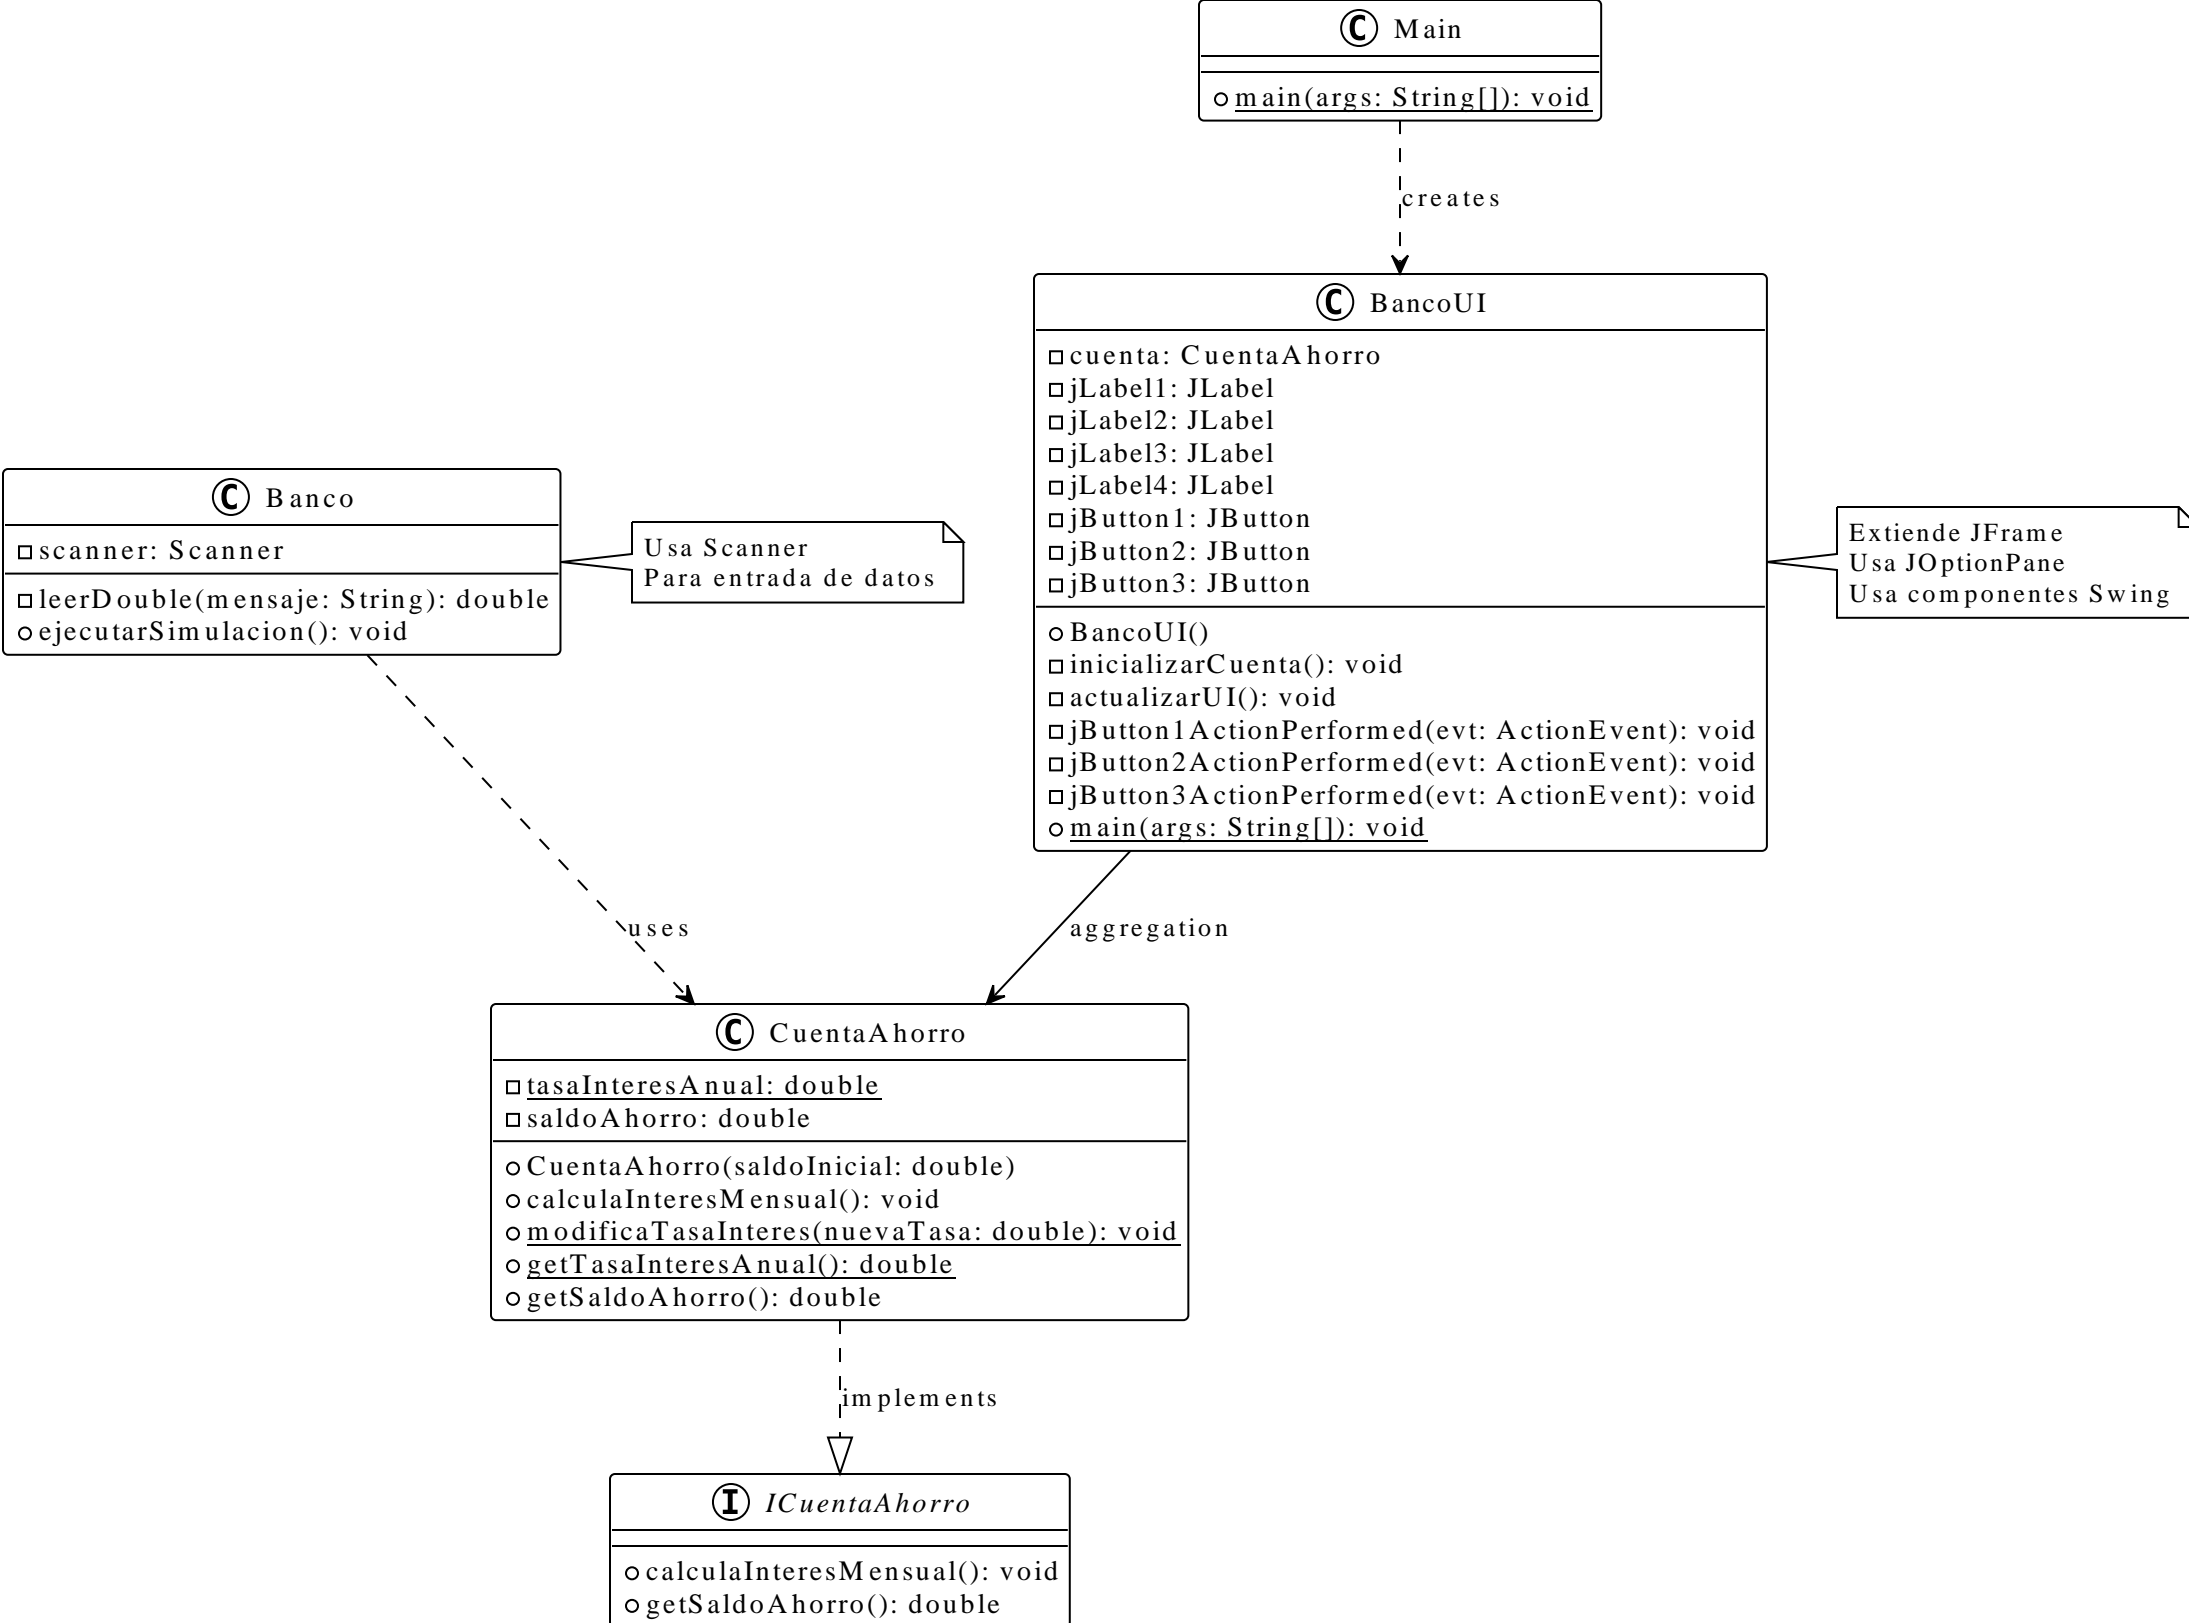 C Main
main(args: String[]): void
creates
C BancoUI
cuenta: CuentaAhorro
jLabel1: JLabel
jLabel2: JLabel
jLabel3: JLabel
jLabel4: JLabel
jButton1: JButton
jButton2: JButton
jButton3: JButton
BancoUI()
inicializarCuenta(): void
actualizarUI(): void
jButton1ActionPerformed(evt: ActionEvent): void
jButton2ActionPerformed(evt: ActionEvent): void
jButton3ActionPerformed(evt: ActionEvent): void
main(args: String[]): void
C Banco
scanner: Scanner
leerDouble(mensaje: String): double
ejecutarSimulacion(): void
Usa Scanner
Para entrada de datos
Extiende JFrame
Usa JOptionPane
Usa componentes Swing
uses
aggregation
C CuentaAhorro
tasaInteresAnual: double
saldoAhorro: double
CuentaAhorro(saldoInicial: double)
calculaInteresMensual(): void
modificaTasaInteres(nuevaTasa: double): void
getTasaInteresAnual(): double
getSaldoAhorro(): double
implements
I ICuentaAhorro
calculaInteresMensual(): void
getSaldoAhorro(): double